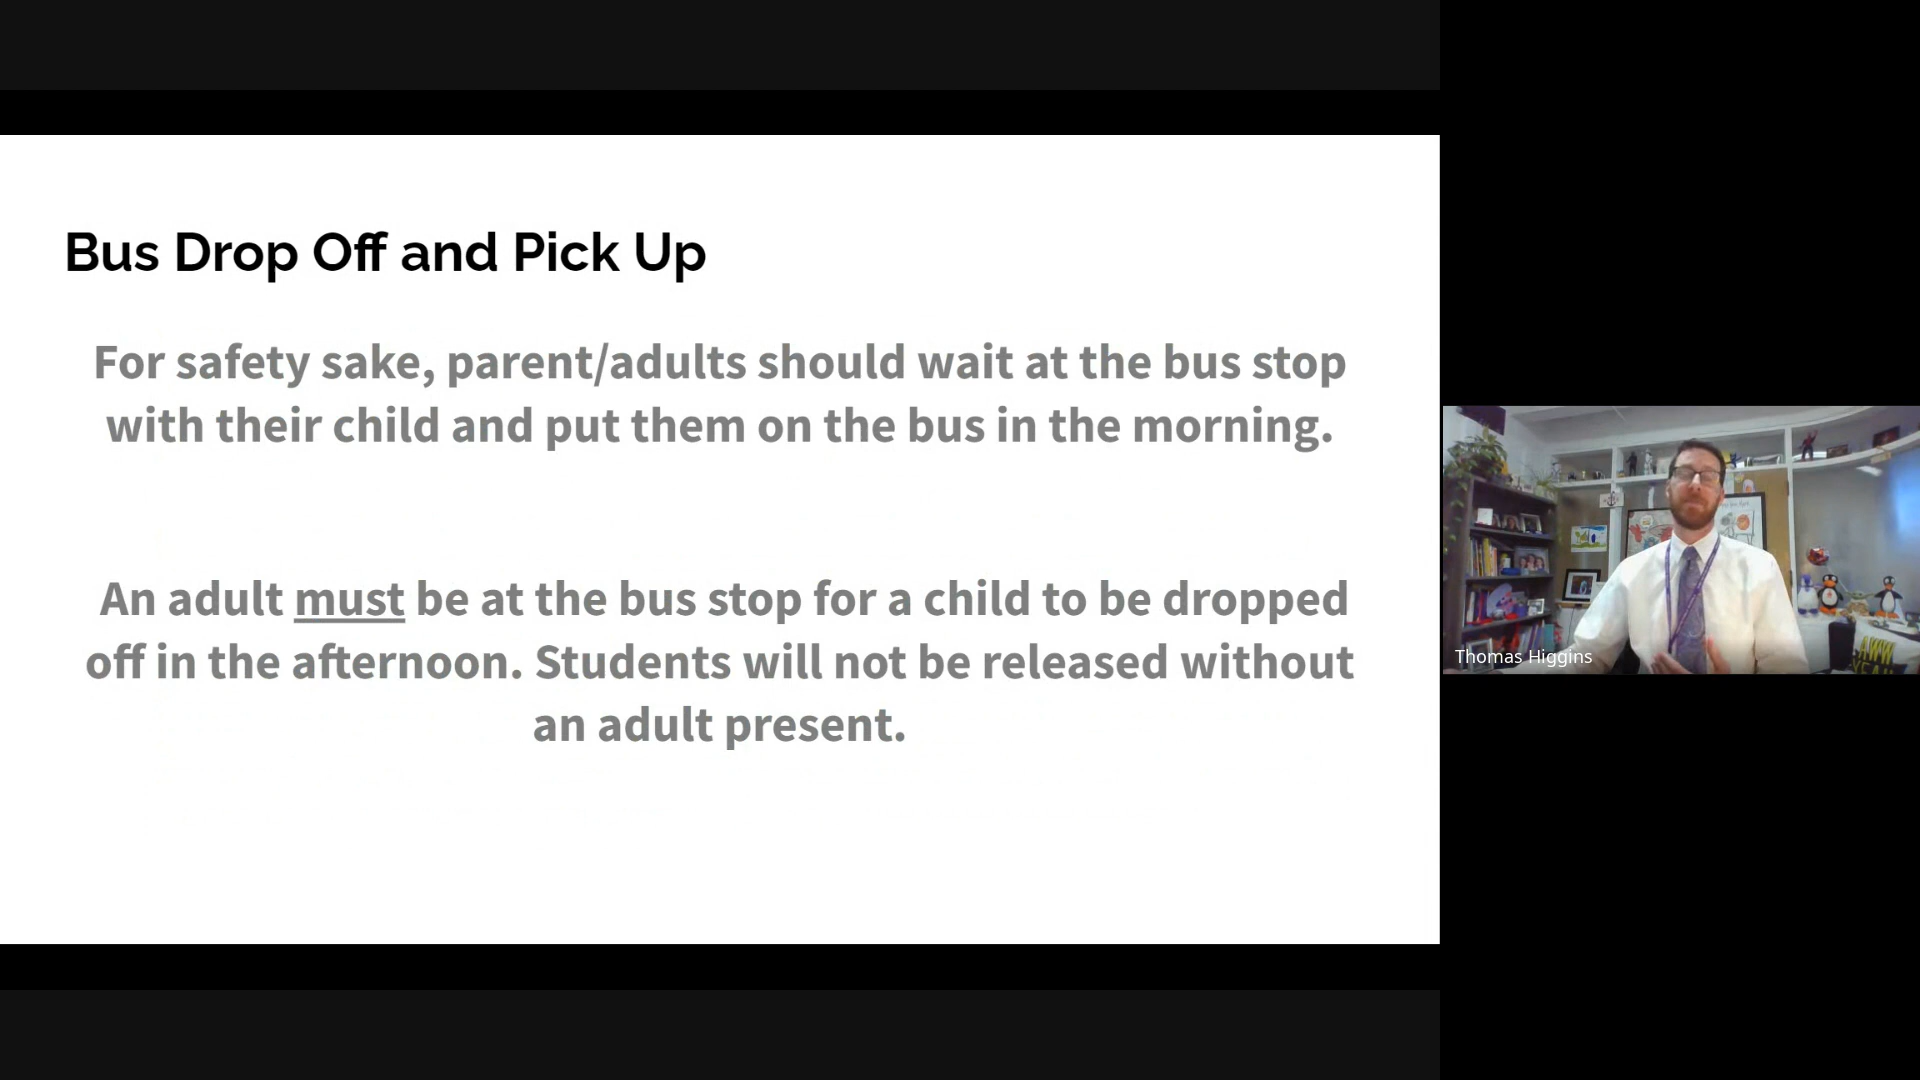 Bus Drop Off and Pick Up
For safety sake, parent/adults should wait at the bus stop
with their child and put them on the bus in the morning.
An adult must be at the bus stop for a child to be dropped
off in the afternoon. Students will not be released without
an adult present.
Thomas Higgins
AWW
YEAH